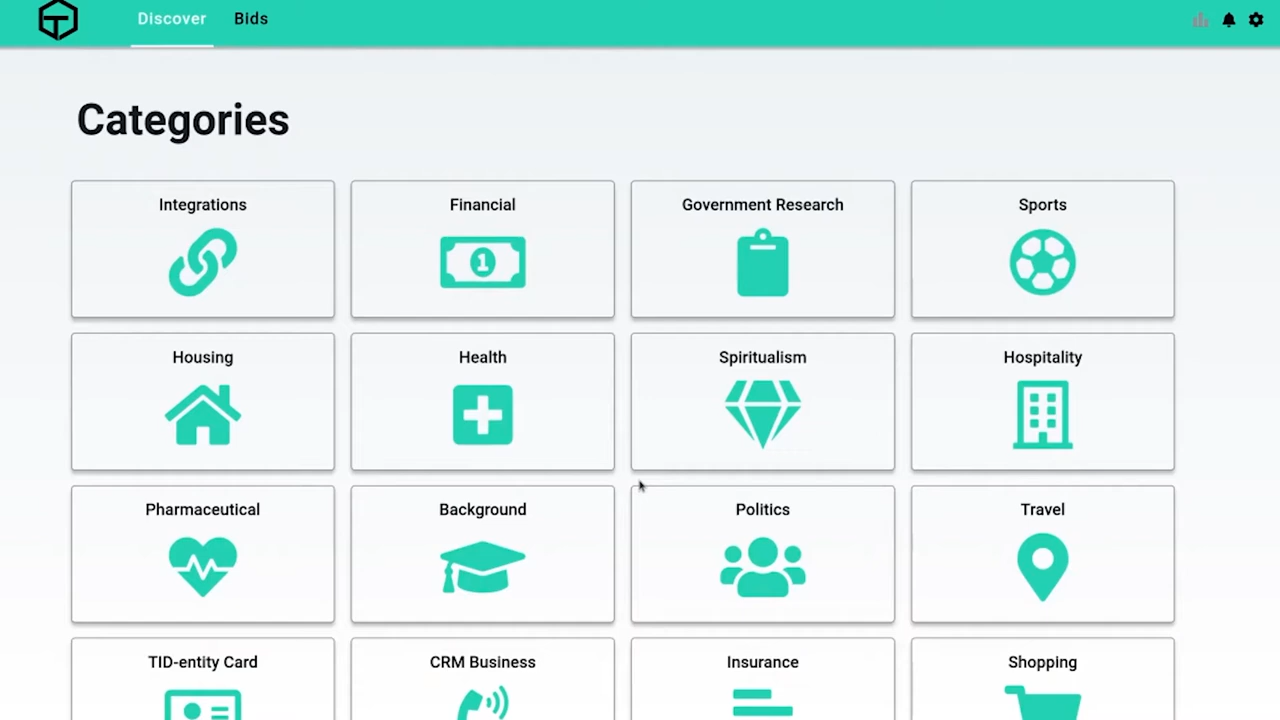 Discover Bids
Categories
Integrations Financial Government Research Sports
1
Housing Health Spiritualism Hospitality
Pharmaceutical Background Politics Travel
TID-entity Card CRM Business Insurance Shopping